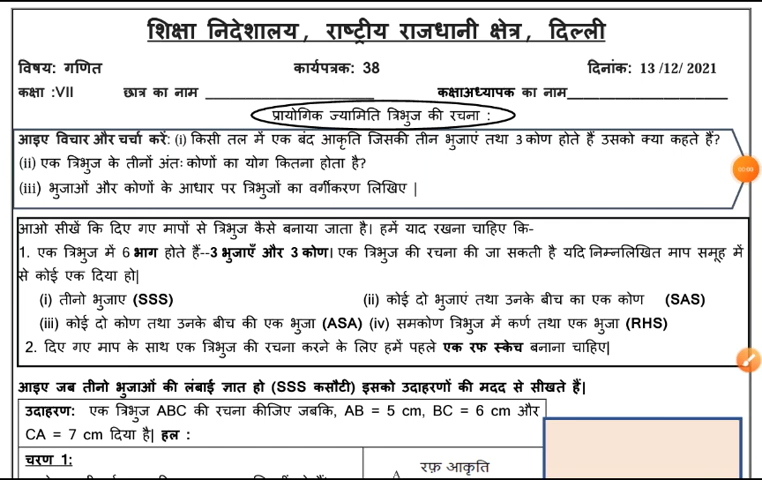 शिक्षा निदेशालय, राष्ट्रीय राजधानी क्षेत्र, दिल्ली
विषय: गणित कार्यपत्रक: 38 दिनांक: 13 /12/ 2021
कक्षा :VII छात्र का नाम ____________ कक्षाअध्यापक का नाम____________
प्रायोगिक ज्यामिति त्रिभुज की रचना :
आइए विचार और चर्चा करें: (i) किसी तल में एक बंद आकृति जिसकी तीन भुजाएं तथा 3 कोण होते हैं उसको क्या कहते हैं?
(ii) एक त्रिभुज के तीनों अंतः कोणों का योग कितना होता है?
(iii) भुजाओं और कोणों के आधार पर त्रिभुजों का वर्गीकरण लिखिए |
00:00
आओ सीखें कि दिए गए मापों से त्रिभुज कैसे बनाया जाता है। हमें याद रखना चाहिए कि-
1. एक त्रिभुज में 6 भाग होते हैं--3 भुजाएँ और 3 कोण। एक त्रिभुज की रचना की जा सकती है यदि निम्नलिखित माप समूह में
से कोई एक दिया हो|
(i) तीनो भुजाए (SSS) (ii) कोई दो भुजाएं तथा उनके बीच का एक कोण (SAS)
(iii) कोई दो कोण तथा उनके बीच की एक भुजा (ASA) (iv) समकोण त्रिभुज में कर्ण तथा एक भुजा (RHS)
2. दिए गए माप के साथ एक त्रिभुज की रचना करने के लिए हमें पहले एक रफ स्केच बनाना चाहिए|
आइए जब तीनो भुजाओं की लंबाई ज्ञात हो (SSS कसौटी) इसको उदाहरणों की मदद से सीखते हैं|
उदाहरण: एक त्रिभुज ABC की रचना कीजिए जबकि, AB = 5 cm, BC = 6 cm और
CA = 7 cm दिया है| हल :
चरण 1:
रफ़ आकृति
A